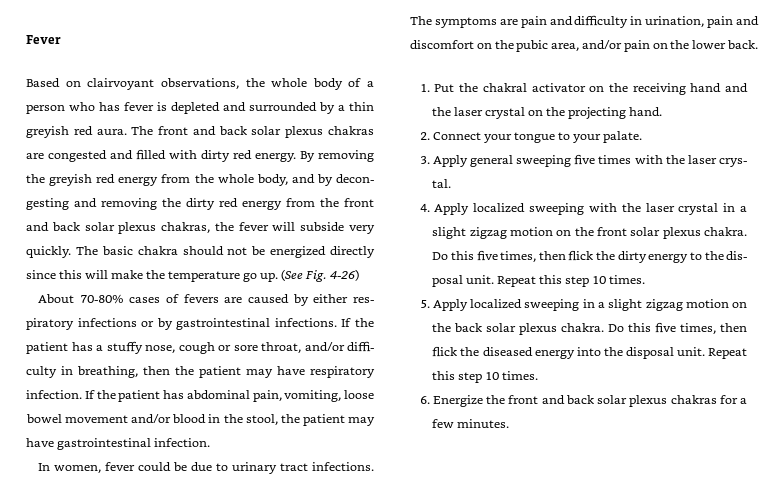 Fever
Based on clairvoyant observations, the whole body of a
person who has fever is depleted and surrounded by a thin
greyish red aura. The front and back solar plexus chakras
are congested and filled with dirty red energy. By removing
the greyish red energy from the whole body, and by decon-
gesting and removing the dirty red energy from the front
and back solar plexus chakras, the fever will subside very
quickly. The basic chakra should not be energized directly
since this will make the temperature go up. (See Fig. 4-26)
About 70-80% cases of fevers are caused by either res-
piratory infections or by gastrointestinal infections. If the
patient has a stuffy nose, cough or sore throat, and/or diffi-
culty in breathing, then the patient may have respiratory
infection. If the patient has abdominal pain, vomiting, loose
bowel movement and/or blood in the stool, the patient may
have gastrointestinal infection.
In women, fever could be due to urinary tract infections.
The symptoms are pain and difficulty in urination, pain and
discomfort on the pubic area, and/or pain on the lower back.
1. Put the chakral activator on the receiving hand and
the laser crystal on the projecting hand.
2. Connect your tongue to your palate.
3. Apply general sweeping five times with the laser crys-
tal.
4. Apply localized sweeping with the laser crystal in a
slight zigzag motion on the front solar plexus chakra.
Do this five times, then flick the dirty energy to the dis-
posal unit. Repeat this step 10 times.
5. Apply localized sweeping in a slight zigzag motion on
the back solar plexus chakra. Do this five times, then
flick the diseased energy into the disposal unit. Repeat
this step 10 times.
6. Energize the front and back solar plexus chakras for a
few minutes.